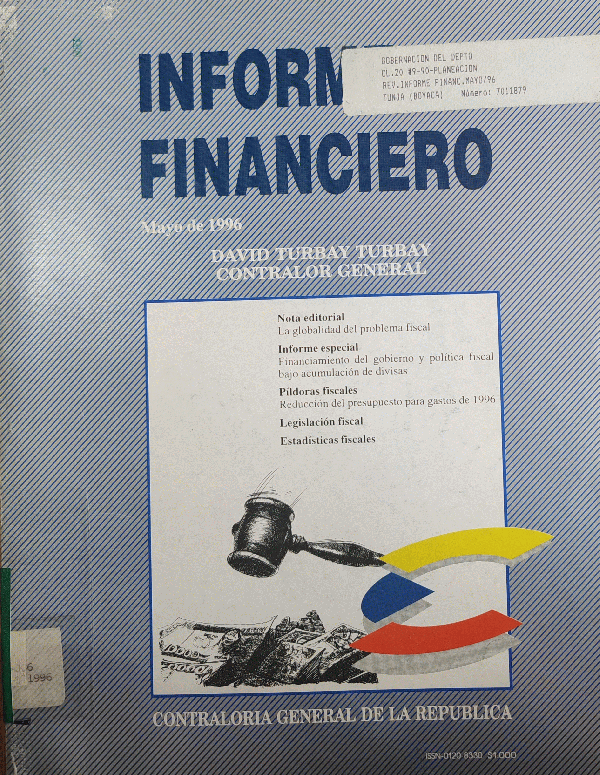 INFORM
GOBERNACION DEL DEPTO
CL.20 #9-90-PLANEACION
REV.INFORME FINANC,MAYO/96
TUNJA (BOYACA) Número: 7011879
FINANCIERO
Mayo de 1996
DAVID TURBAY TURBAY
CONTRALOR GENERAL
Nota editorial
La globalidad del problema fiscal
Informe especial
Financiamiento del gobierno y política fiscal
bajo acumulación de divisas
Píldoras fiscales
Reducción del presupuesto para gastos de 1996
Legislación fiscal
Estadísticas fiscales
6
1996
CONTRALORIA GENERAL DE LA REPUBLICA
ISSN-0120 8330 $1.000